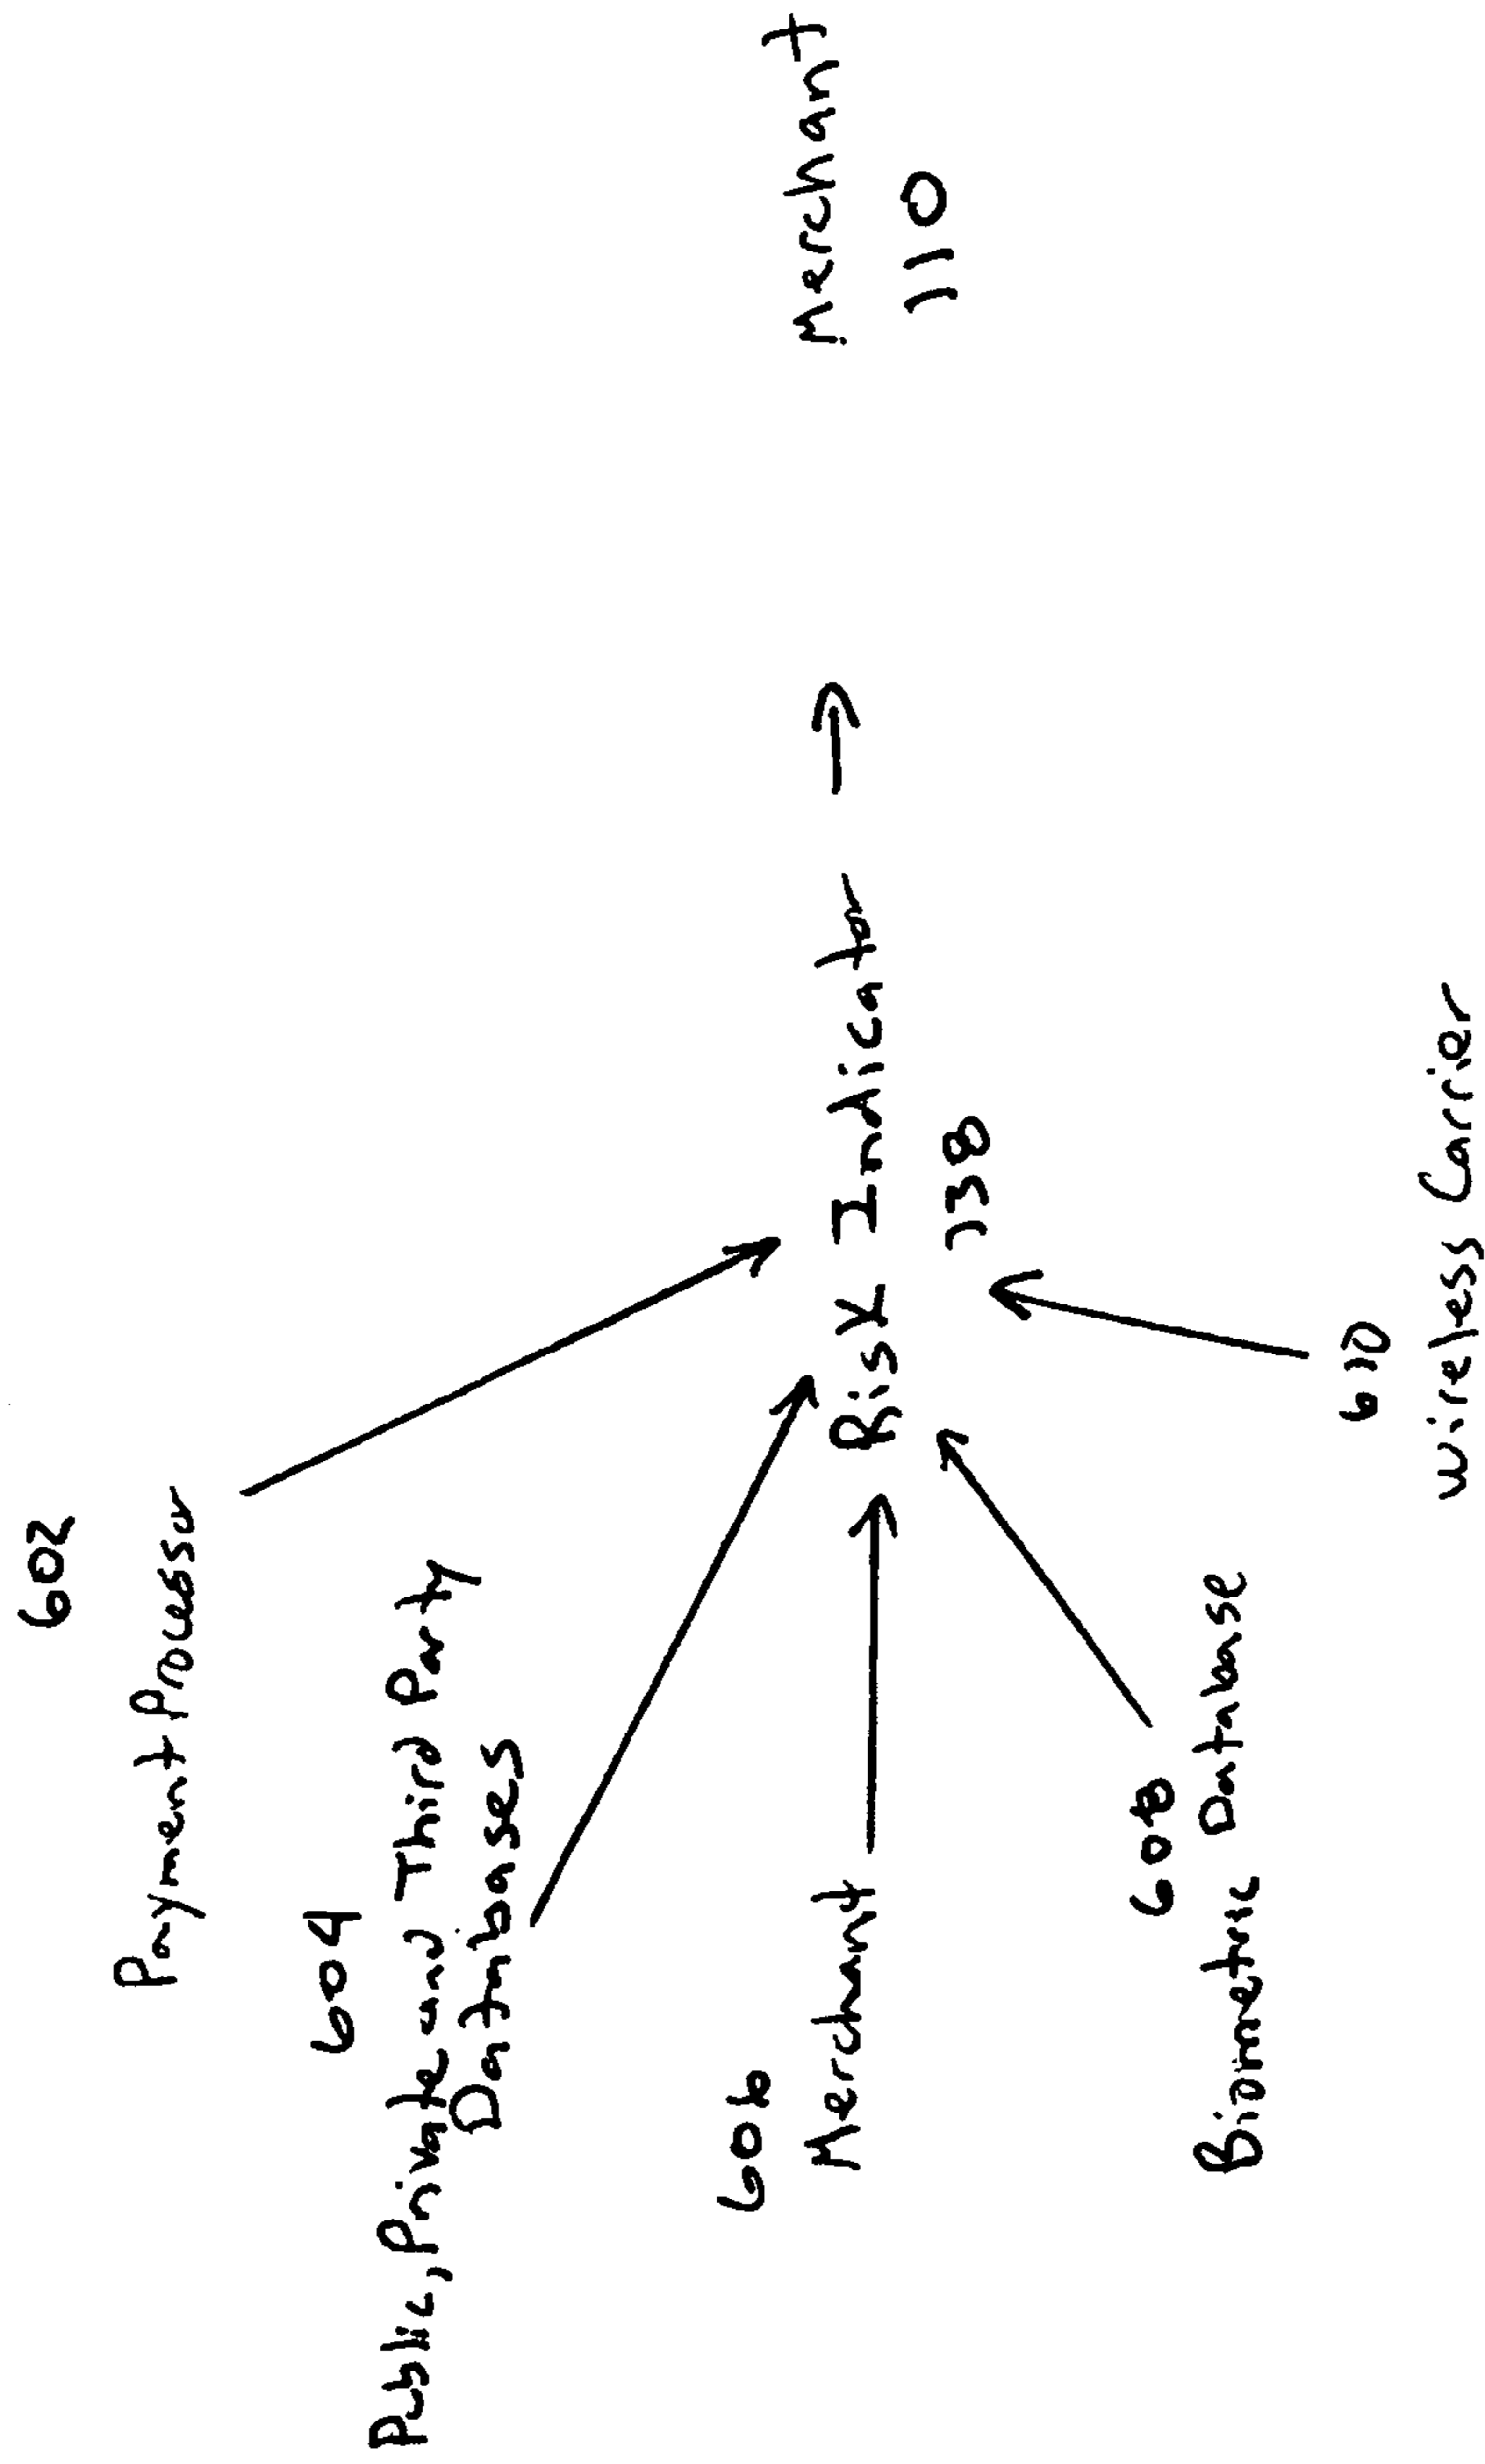 602
Payment Processor
604
Public, Private and Third Party
Databases
606
Merchant
Risk Indicator
138
Merchant
110
608
Biometric Database
610
Wireless Carrier